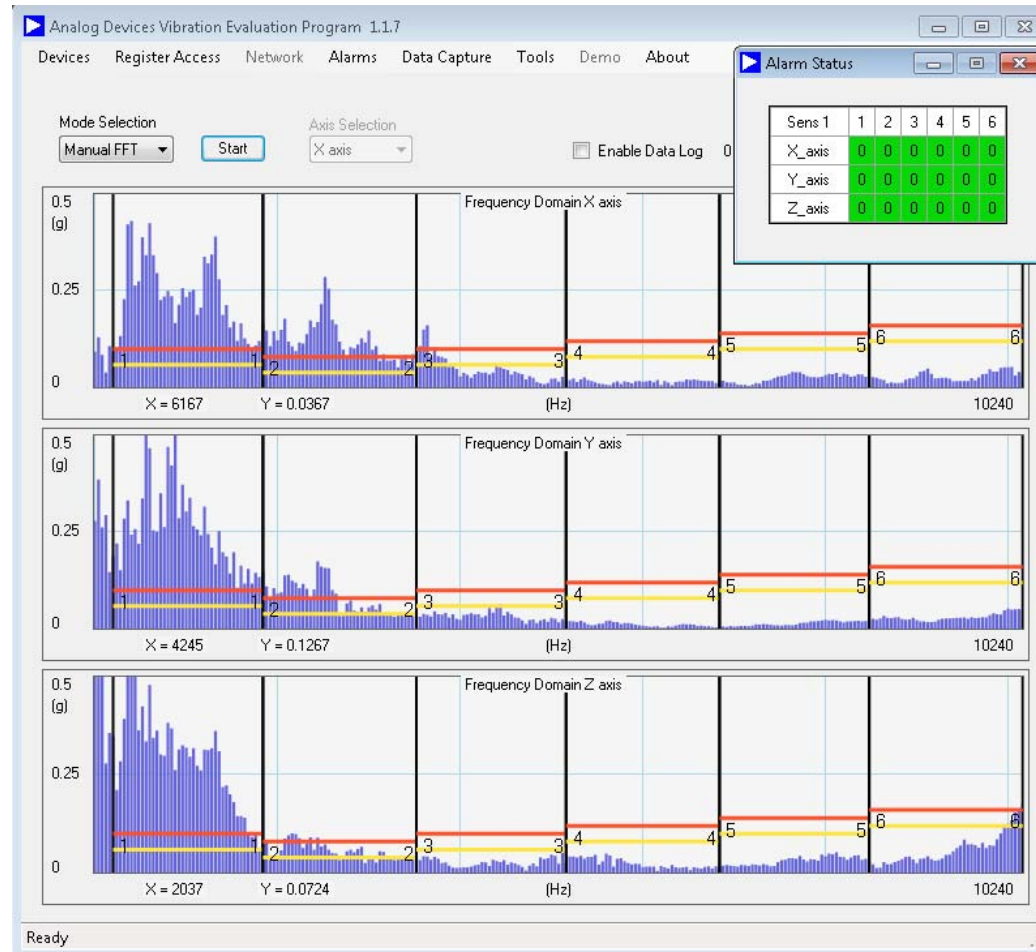 Analog Devices Vibration Evaluation Program 1.1.7
Devices Register Access Network Alarms Data Capture Tools Demo About
Alarm Status
Sens 1 1 2 3 4 5 6
X_axis 0 0 0 0 0 0
Y_axis 0 0 0 0 0 0
Z_axis 0 0 0 0 0 0
Mode Selection
Axis Selection
Manual FFT Start X axis Enable Data Log 0
Frequency Domain X axis
0.5
(g)
0.25
0
1 1 2 2 3 3 4 4 5 5 6 6
X = 6167 Y = 0.0367 (Hz) 10240
Frequency Domain Y axis
0.5
(g)
0.25
0
1 1 2 2 3 3 4 4 5 5 6 6
X = 4245 Y = 0.1267 (Hz) 10240
Frequency Domain Z axis
0.5
(g)
0.25
0
1 1 2 2 3 3 4 4 5 5 6 6
X = 2037 Y = 0.0724 (Hz) 10240
Ready